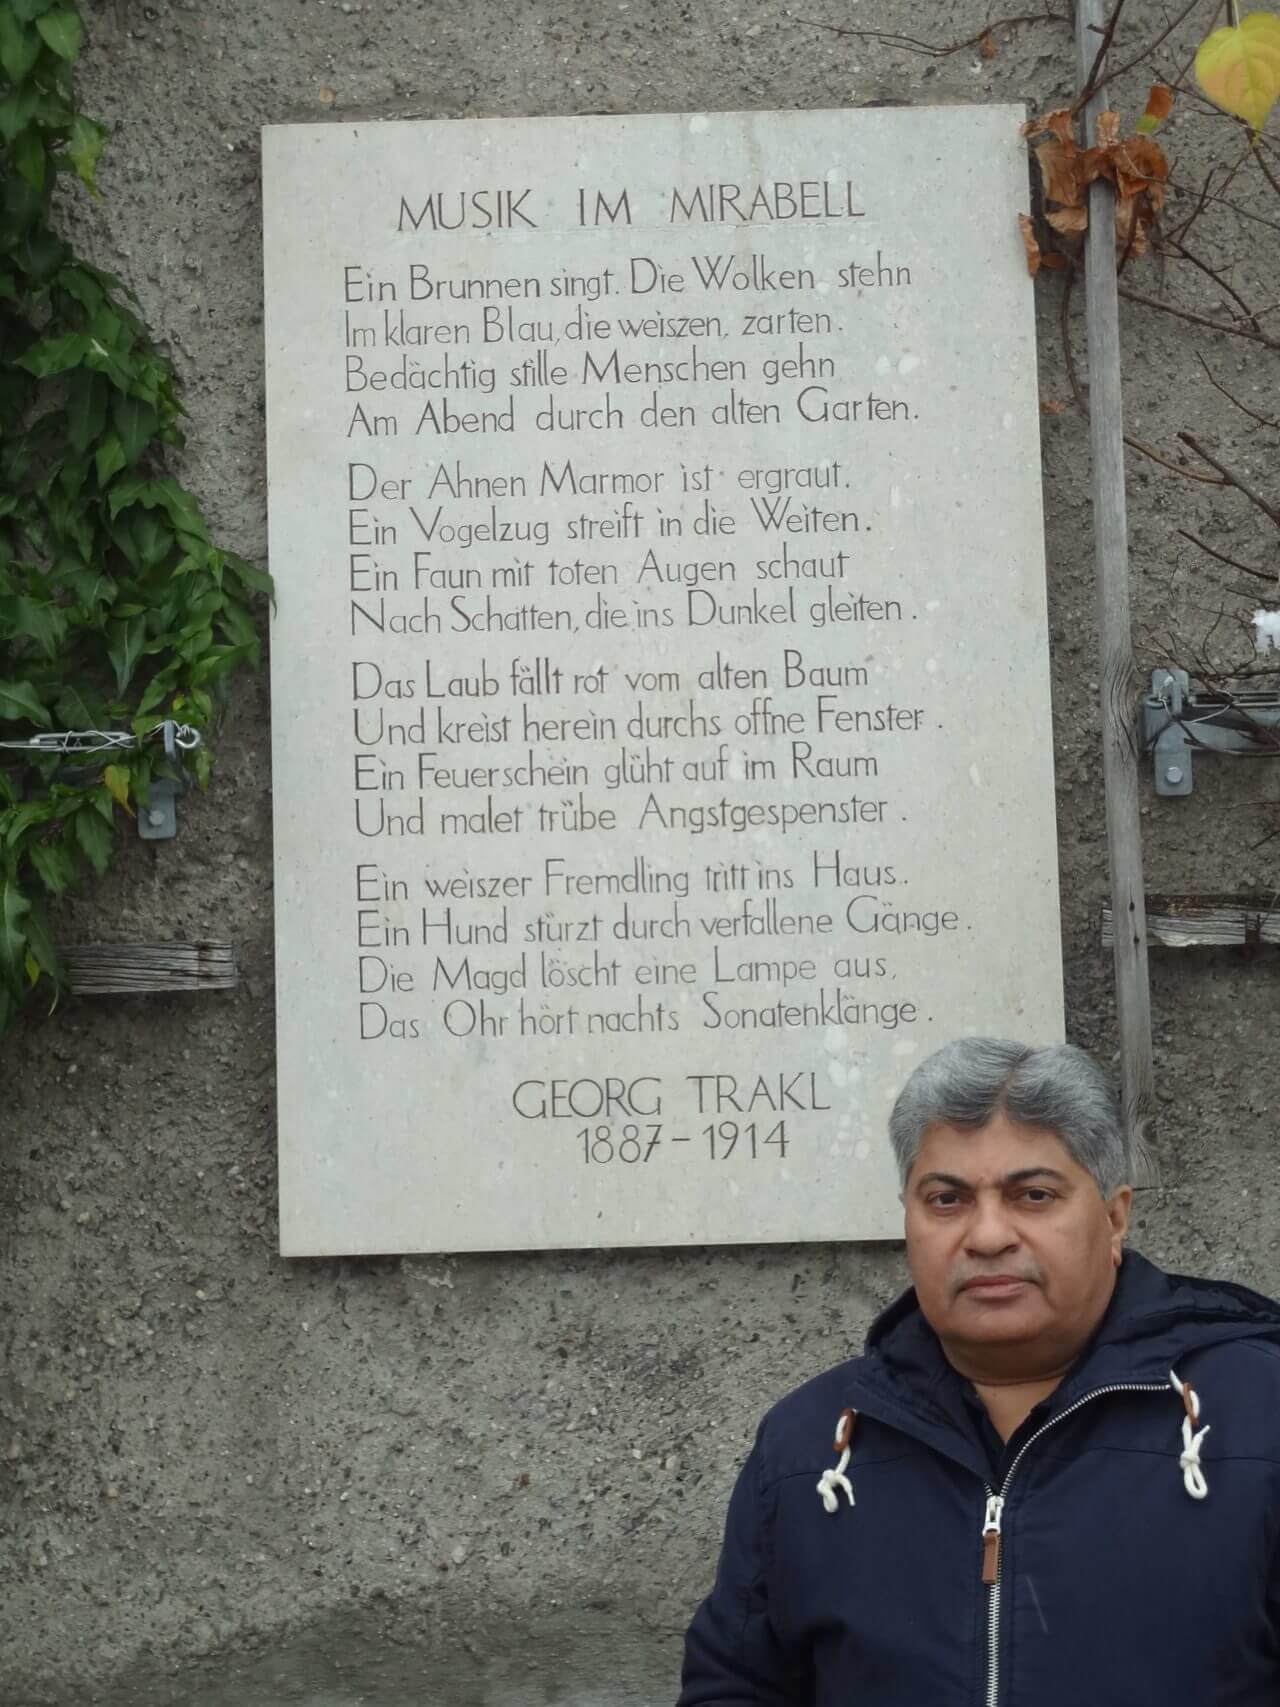 MUSIK IM MIRABELL
Ein Brunnen singt. Die Wolken stehn
Im klaren Blau, die weiszen, zarten.
Bedächtig stille Menschen gehn
Am Abend durch den alten Garten.
Der Ahnen Marmor ist ergraut.
Ein Vogelzug streift in die Weiten.
Ein Faun mit toten Augen schaut
Nach Schatten, die ins Dunkel gleiten.
Das Laub fällt rot vom alten Baum
Und kreist herein durchs offne Fenster.
Ein Feuerschein glüht auf im Raum
Und malet trübe Angstgespenster.
Ein weiszer Fremdling tritt ins Haus.
Ein Hund stürzt durch verfallene Gänge.
Die Magd löscht eine Lampe aus,
Das Ohr hört nachts Sonatenklänge.
GEORG TRAKL
1887-1914